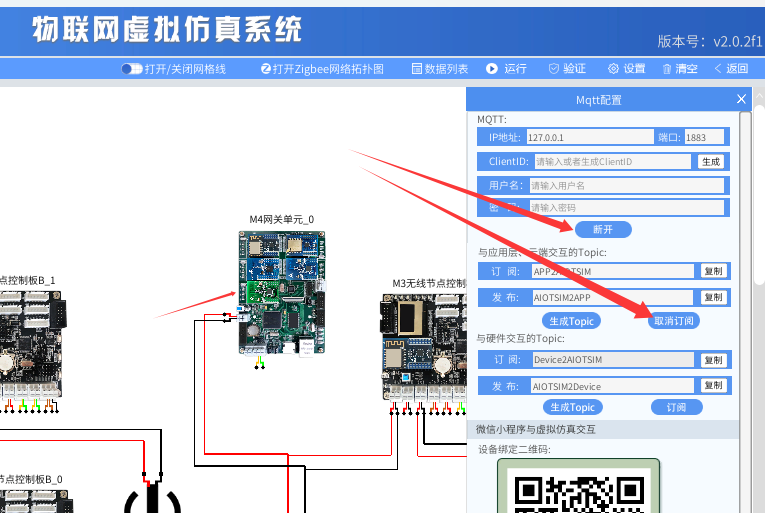 物联网虚拟仿真系统
版本号：v2.0.2f1
打开/关闭网格线 打开Zigbee网络拓扑图 数据列表 运行 验证 设置 清空 返回
Mqtt配置
MQTT:
IP地址: 127.0.0.1 端口: 1883
ClientID: 请输入或者生成ClientID 生成
用户名: 请输入用户名
密 请输入密码
断开
与应用层、云端交互的Topic:
订 阅: APP2AIOTSIM 复制
发 布: AIOTSIM2APP 复制
生成Topic 取消订阅
与硬件交互的Topic:
订 阅: Device2AIOTSIM 复制
发 布: AIOTSIM2Device 复制
生成Topic 订阅
微信小程序与虚拟仿真交互
设备绑定二维码:
M4网关单元_0
点控制板B_1
M3无线节点控制
节点控制板B_0